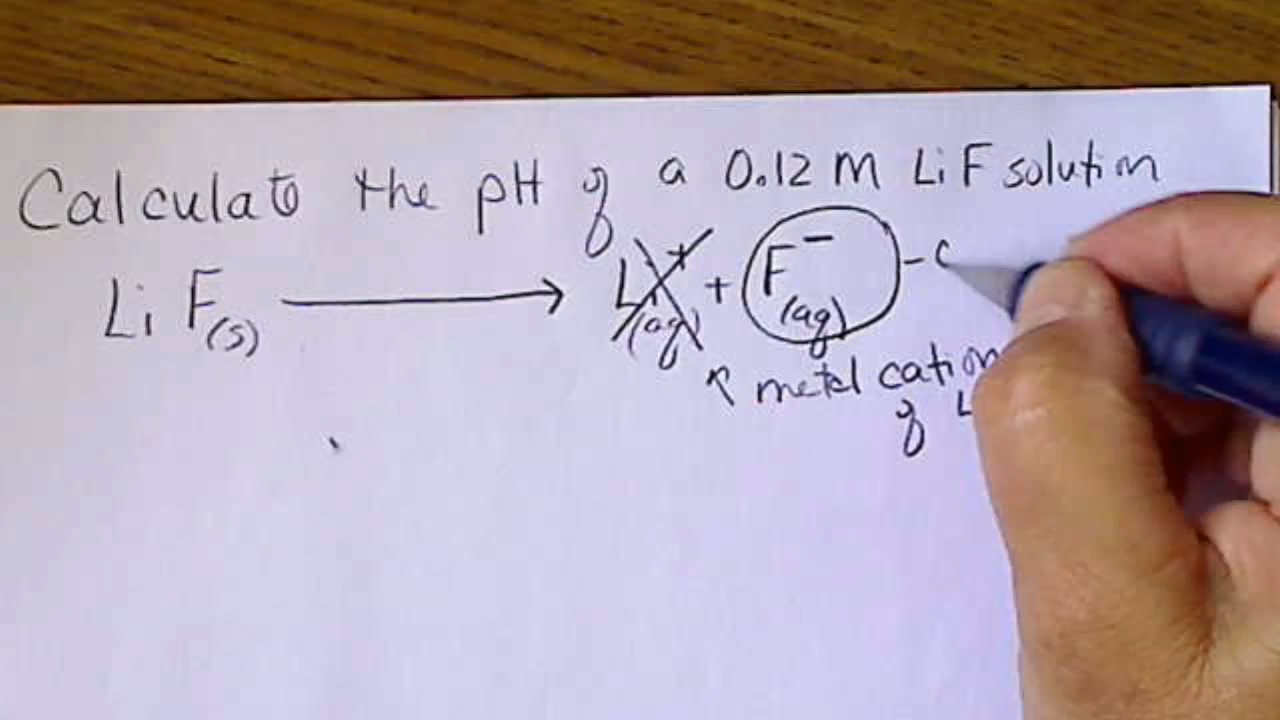 Calculate the pH of a 0.12 M LiF solution
LiF(s) ⟶ Li+(aq) + F−(aq) -
↖ metal cation
of